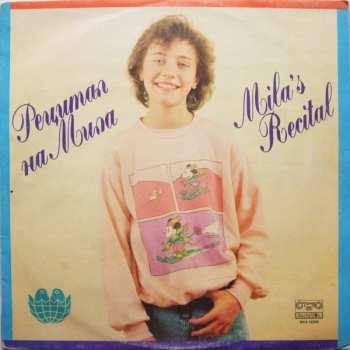 Рецитал
на Мила
Mila's
Recital